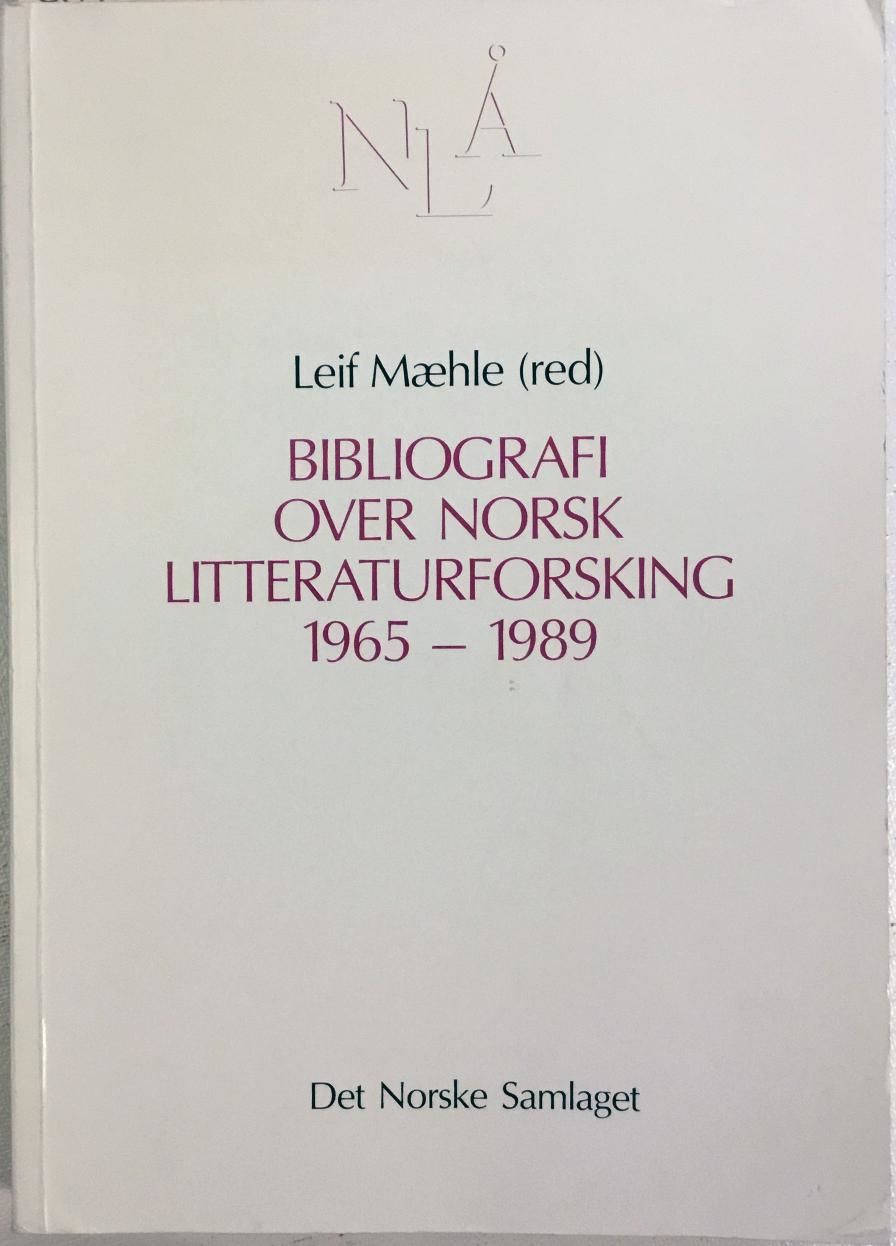 NLÅ
Leif Mæhle (red)
BIBLIOGRAFI
OVER NORSK
LITTERATURFORSKING
1965 – 1989
Det Norske Samlaget